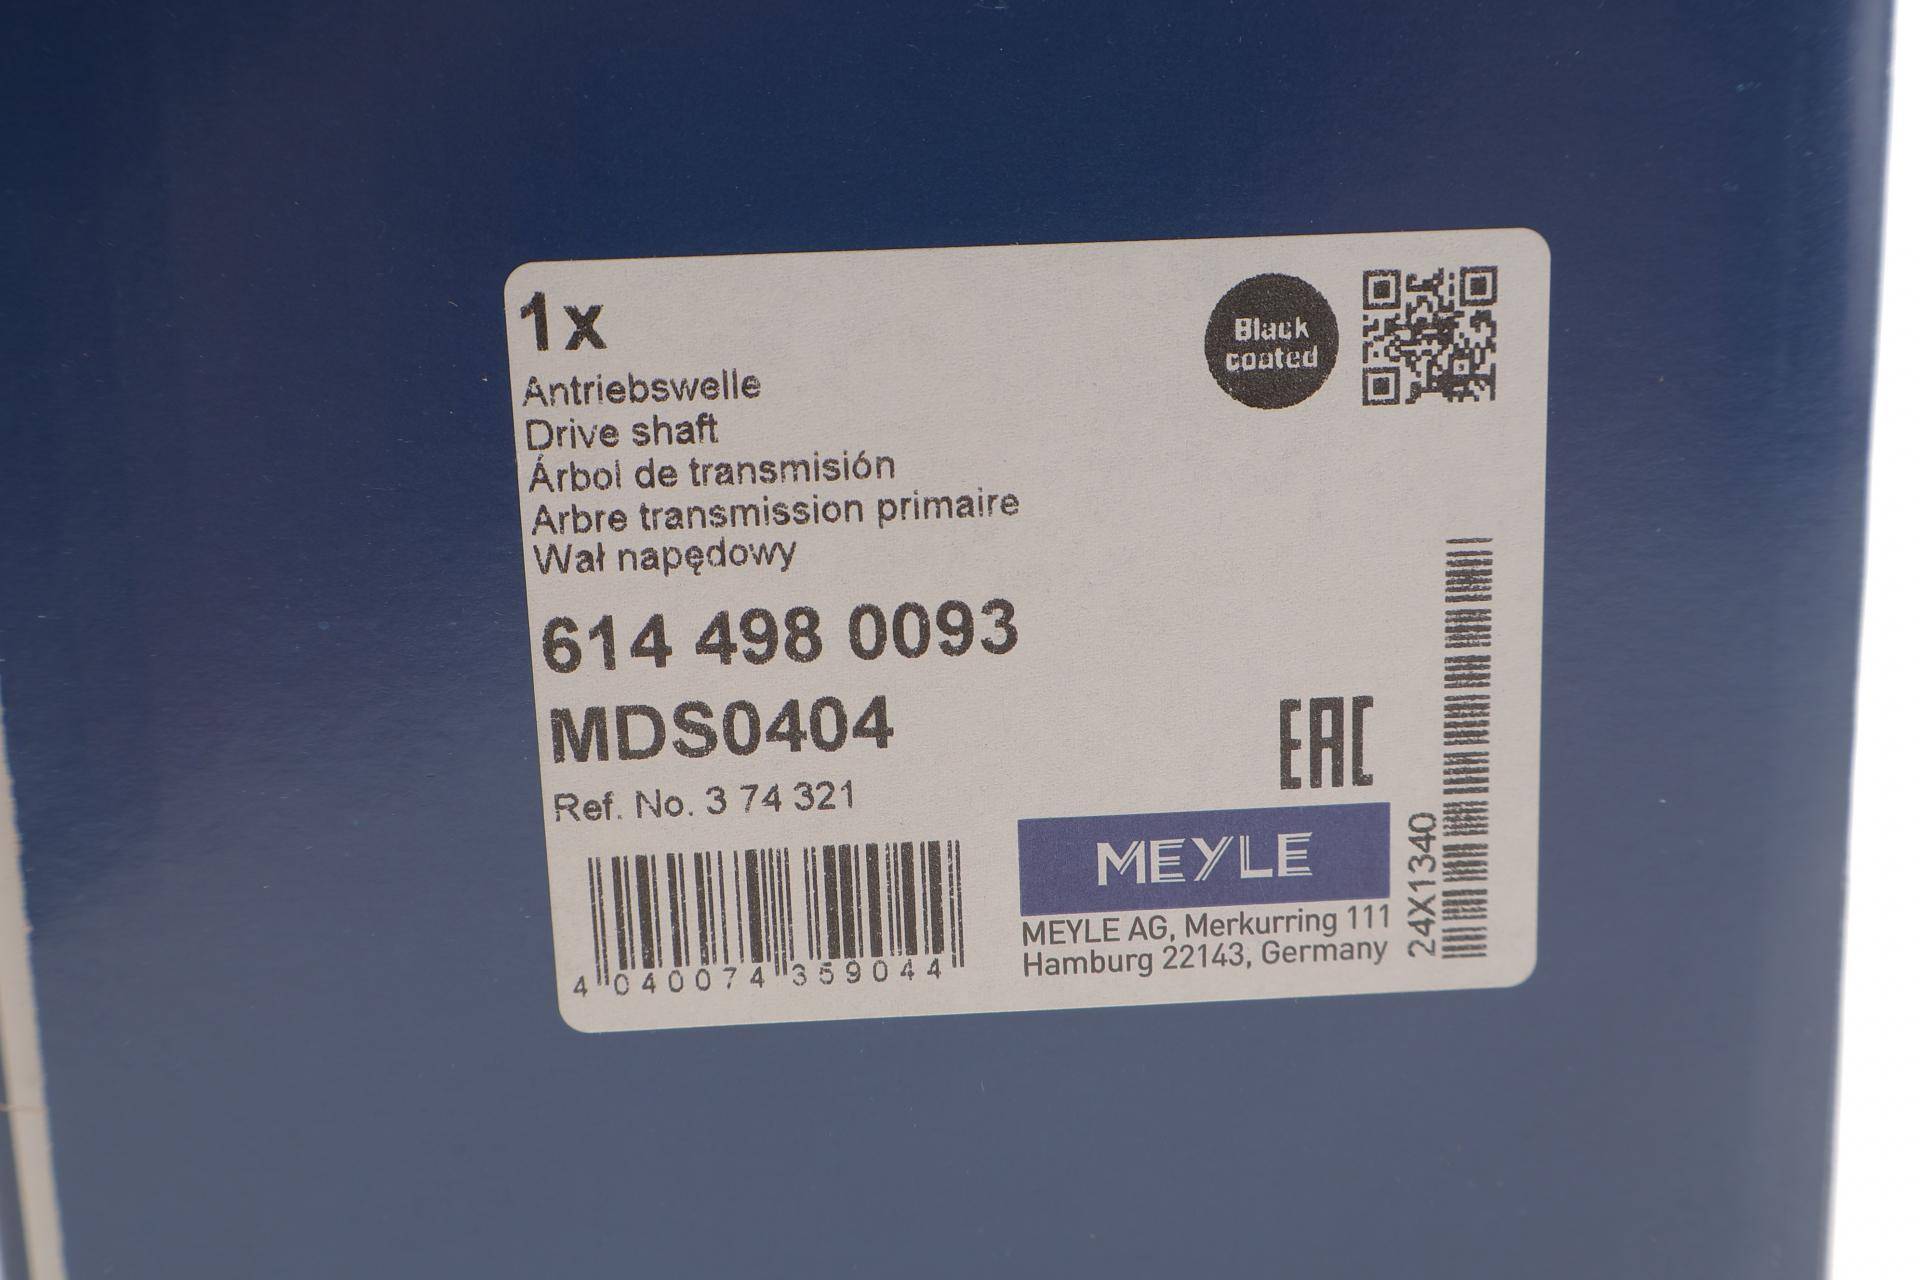 1x
Black
coated
Antriebswelle
Drive shaft
Árbol de transmisión
Arbre transmission primaire
Wał napędowy
614 498 0093
MDS0404
Ref. No. 3 74 321
EAC
MEYLE
MEYLE AG, Merkurring 111
Hamburg 22143, Germany
24X1340
4 040074 359044